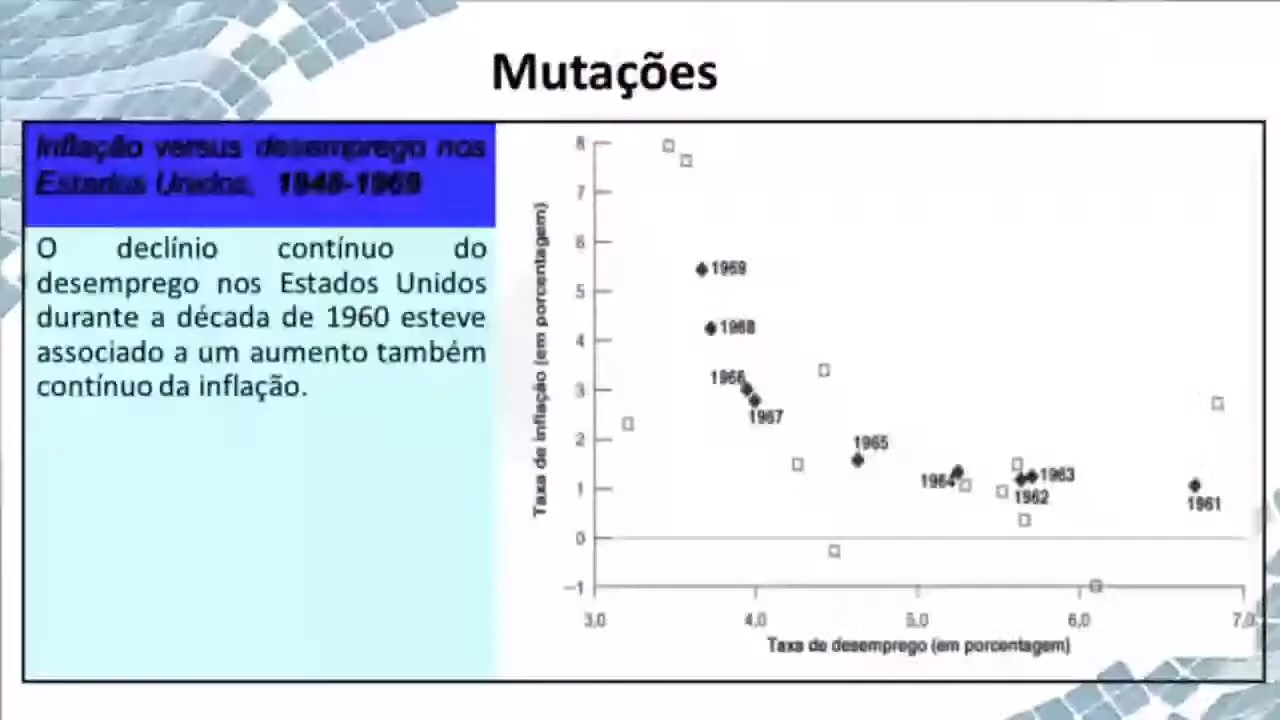 Mutações
Inflação versus desemprego nos
Estados Unidos, 1948-1969
O declínio contínuo do
desemprego nos Estados Unidos
durante a década de 1960 esteve
associado a um aumento também
contínuo da inflação.
Taxa de inflação (em porcentagem)
8
7
6
5
4
3
2
1
0
–1
1969
1968
1966
1967
1965
1964
1963
1962
1961
3,0 4,0 5,0 6,0 7,0
Taxa de desemprego (em porcentagem)